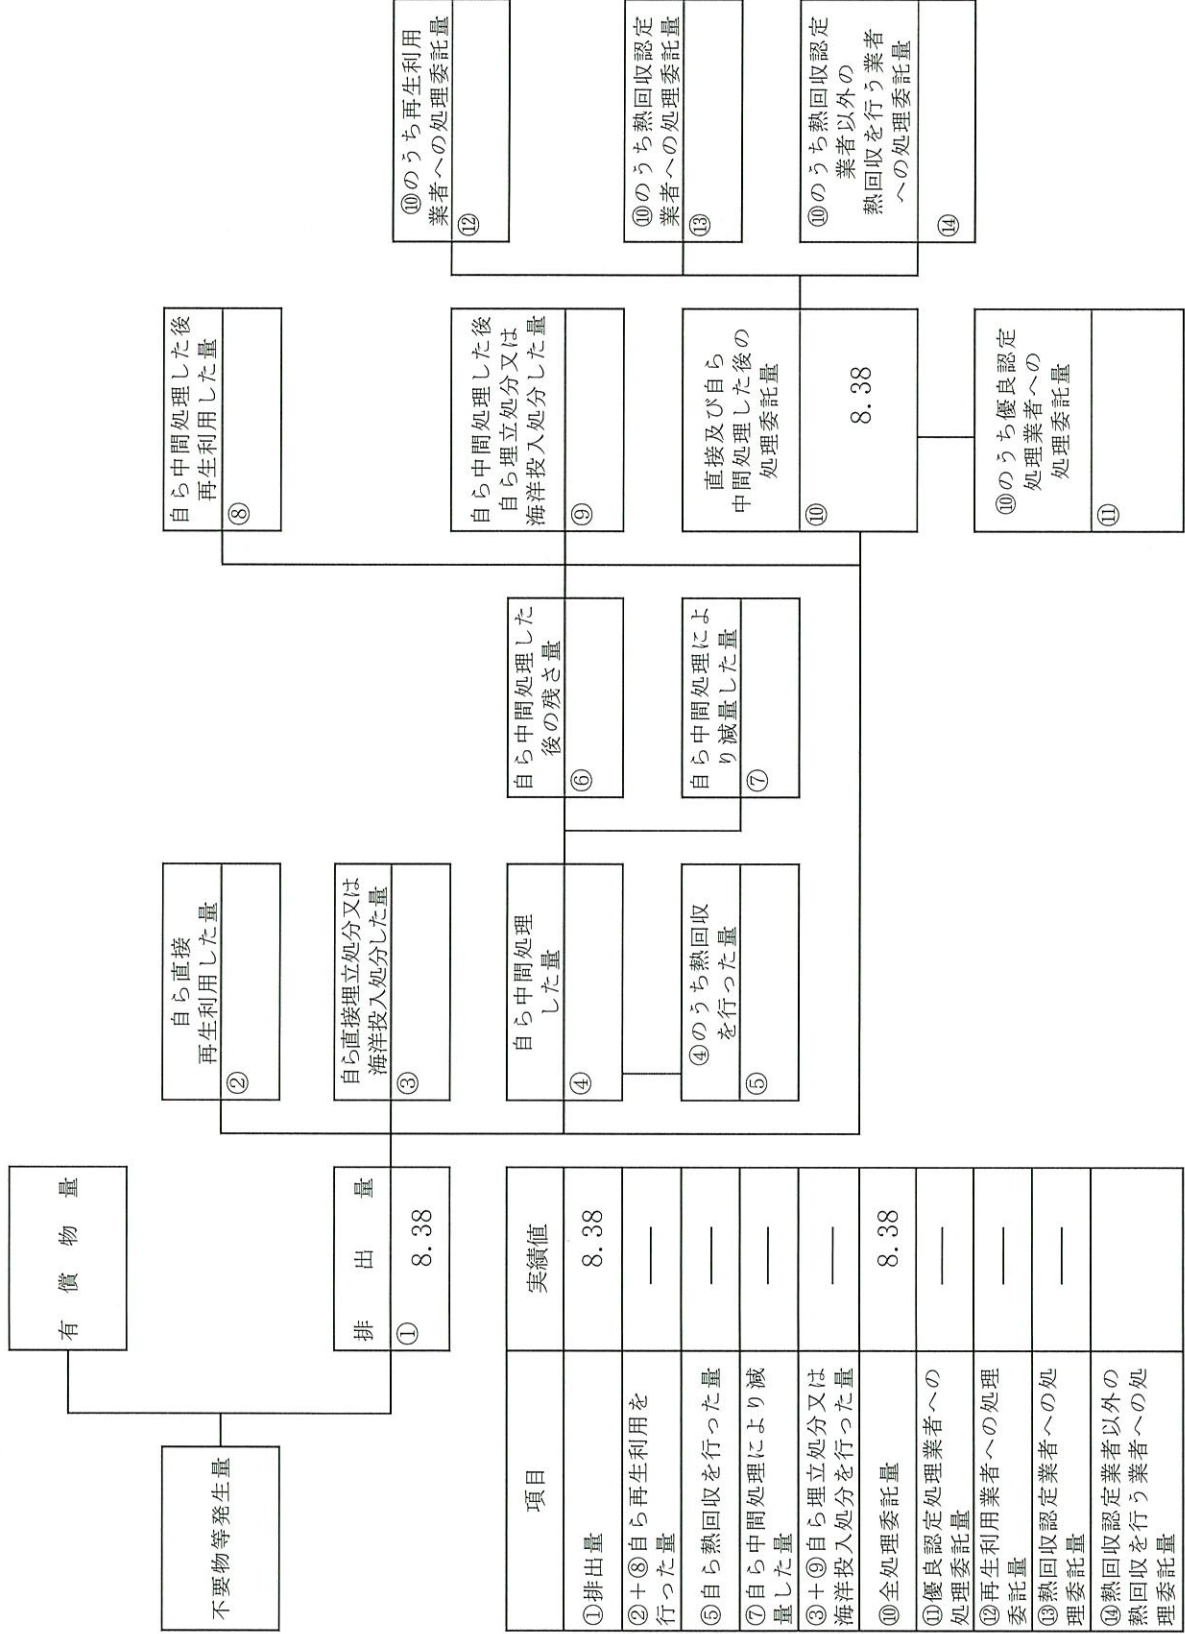 不要物等発生量
有償物量
排出量
① 8.38
自ら直接
再生利用した量
②
自ら直接埋立処分又は
海洋投入処分した量
③
自ら中間処理
した量
④
④のうち熱回収
を行った量
⑤
自ら中間処理した
後の残さ量
⑥
自ら中間処理によ
り減量した量
⑦
自ら中間処理した後
再生利用した量
⑧
自ら中間処理した後
自ら埋立処分又は
海洋投入処分した量
⑨
直接及び自ら
中間処理した後の
処理委託量
⑩ 8.38
⑩のうち優良認定
処理業者への
処理委託量
⑪
⑩のうち再生利用
業者への処理委託量
⑫
⑩のうち熱回収認定
業者への処理委託量
⑬
⑩のうち熱回収認定
業者以外の
熱回収を行う業者
への処理委託量
⑭
項目 実績値
①排出量 8.38
②+⑧自ら再生利用を
行った量 ―
⑤自ら熱回収を行った量 ―
⑦自ら中間処理により減
量した量 ―
③+⑨自ら埋立処分又は
海洋投入処分を行った量 ―
⑩全処理委託量 8.38
⑪優良認定処理業者への
処理委託量 ―
⑫再生利用業者への処理
委託量 ―
⑬熱回収認定業者への処
理委託量 ―
⑭熱回収認定業者以外の
熱回収を行う業者への処
理委託量